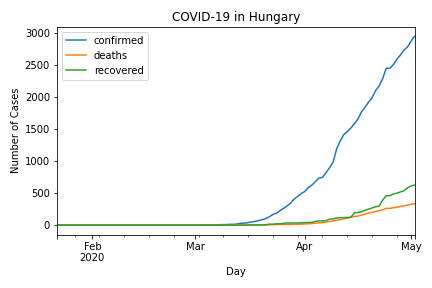 COVID-19 in Hungary
confirmed
deaths
recovered
Number of Cases
3000
2500
2000
1500
1000
500
0
Feb
2020
Mar
Apr
May
Day